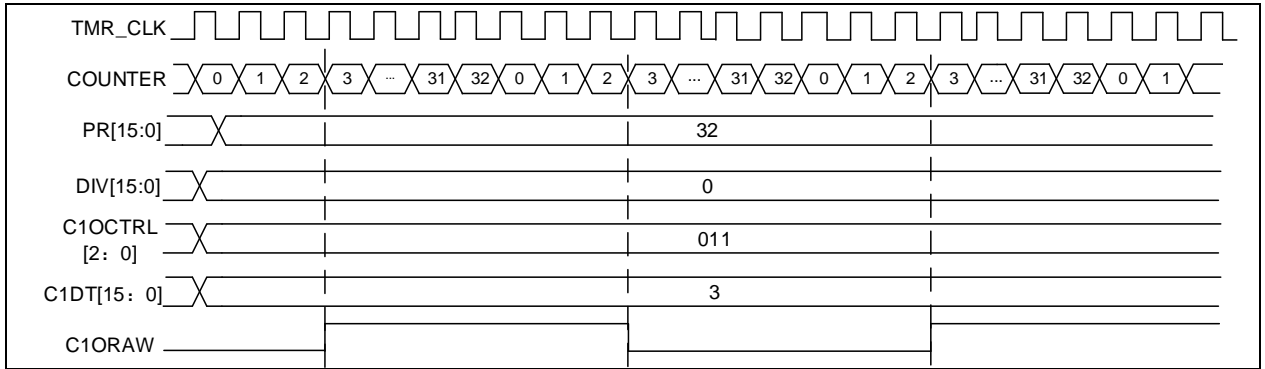 TMR_CLK
COUNTER 0 1 2 3 ... 31 32 0 1 2 3 ... 31 32 0 1 2 3 ... 31 32 0 1
PR[15:0] 32
DIV[15:0] 0
C1OCTRL
[2：0] 011
C1DT[15：0] 3
C1ORAW